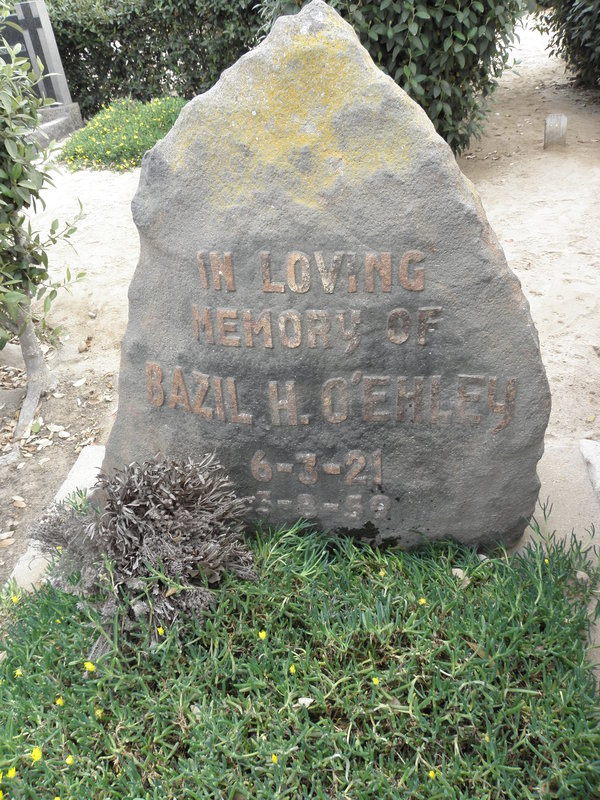 IN LOVING
MEMORY OF
BAZIL H. O'EHLEY
6-3-21